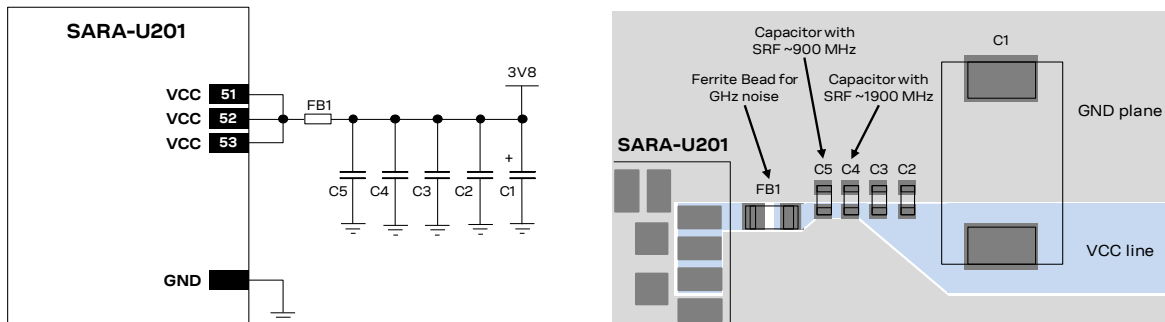 SARA-U201
VCC 51
VCC 52
VCC 53
FB1
3V8
+
C5 C4 C3 C2 C1
GND
Capacitor with
SRF ~900 MHz
C1
Ferrite Bead for
GHz noise
Capacitor with
SRF ~1900 MHz
GND plane
SARA-U201
FB1
C5 C4 C3 C2
VCC line